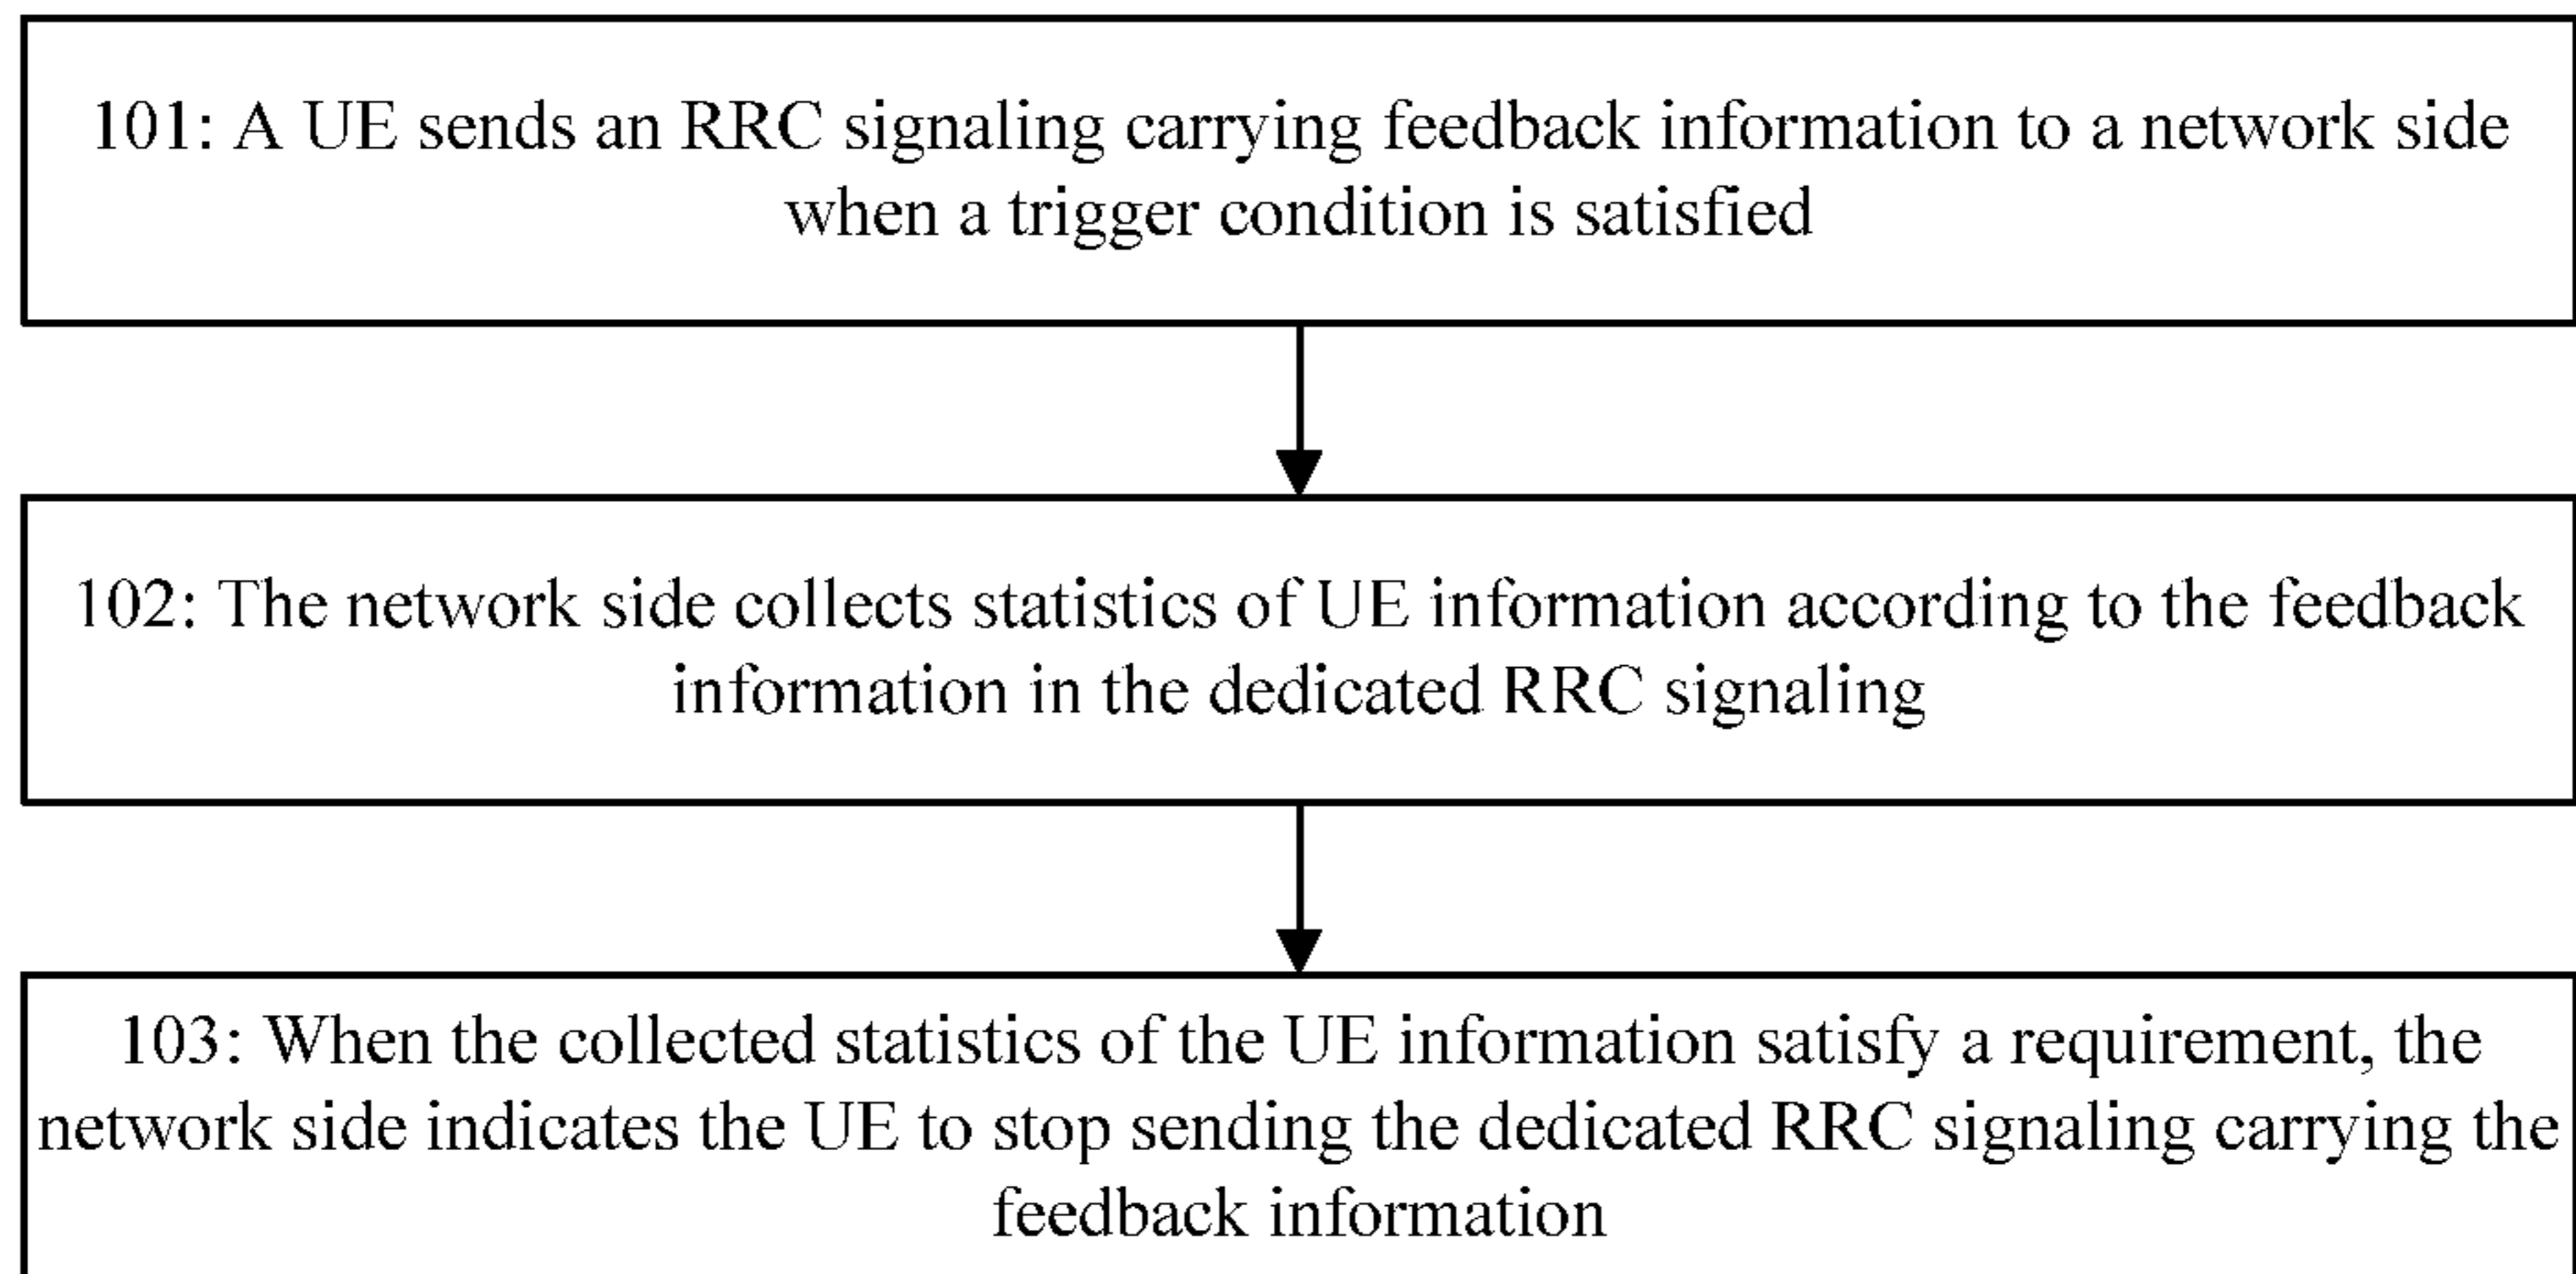 101: A UE sends an RRC signaling carrying feedback information to a network side
when a trigger condition is satisfied
102: The network side collects statistics of UE information according to the feedback
information in the dedicated RRC signaling
103: When the collected statistics of the UE information satisfy a requirement, the
network side indicates the UE to stop sending the dedicated RRC signaling carrying the
feedback information